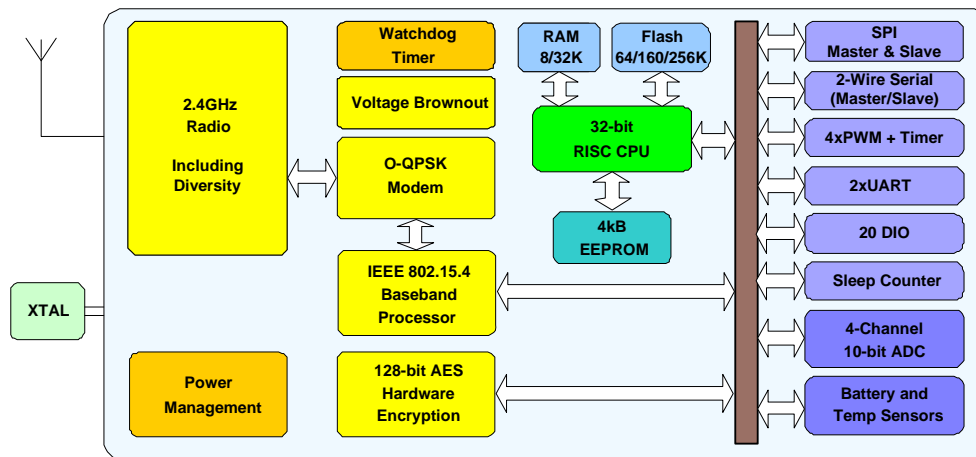 2.4GHz
Radio
Including
Diversity
Watchdog
Timer
Voltage Brownout
O-QPSK
Modem
IEEE 802.15.4
Baseband
Processor
128-bit AES
Hardware
Encryption
XTAL
Power
Management
RAM
8/32K
Flash
64/160/256K
32-bit
RISC CPU
4kB
EEPROM
SPI
Master & Slave
2-Wire Serial
(Master/Slave)
4xPWM + Timer
2xUART
20 DIO
Sleep Counter
4-Channel
10-bit ADC
Battery and
Temp Sensors